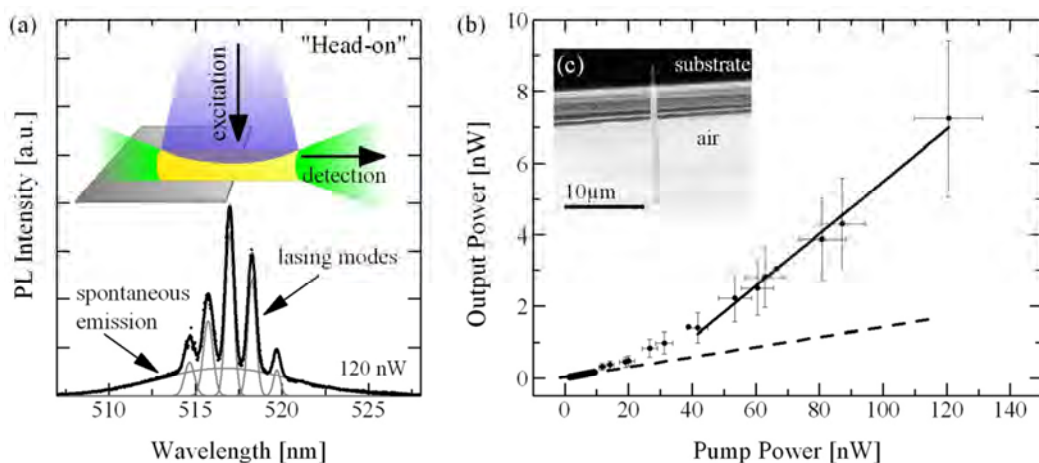 (a)
"Head-on"
excitation
detection
lasing modes
spontaneous
emission
120 nW
PL Intensity [a.u.]
510
515
520
525
Wavelength [nm]
(b)
10
8
6
4
2
0
Output Power [nW]
(c)
substrate
air
10µm
0
20
40
60
80
100
120
140
Pump Power [nW]